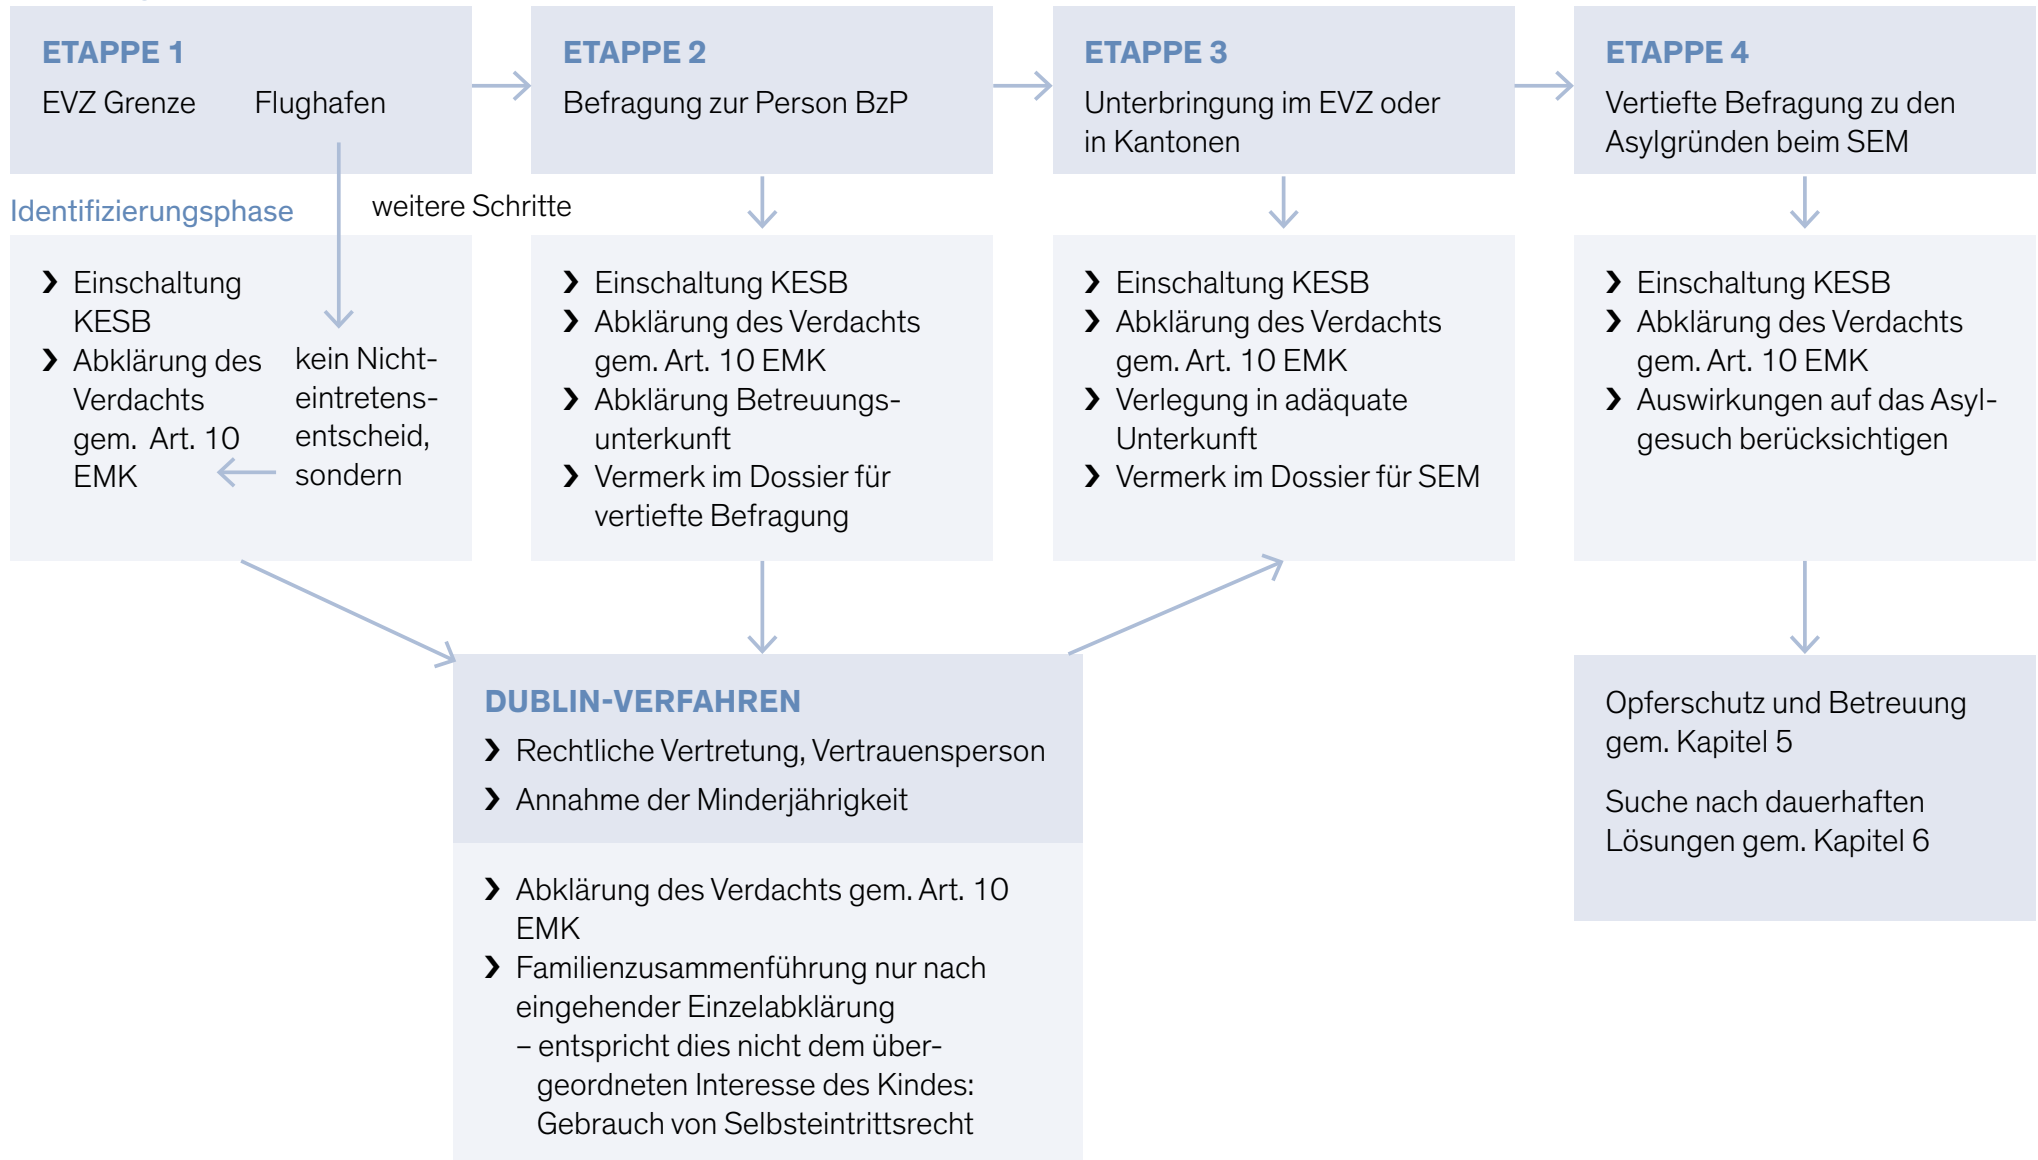 ETAPPE 1
EVZ Grenze Flughafen
ETAPPE 2
Befragung zur Person BzP
ETAPPE 3
Unterbringung im EVZ oder
in Kantonen
ETAPPE 4
Vertiefte Befragung zu den
Asylgründen beim SEM
Identifizierungsphase
weitere Schritte
❯ Einschaltung
KESB
❯ Abklärung des
Verdachts
gem. Art. 10
EMK
kein Nicht-
eintretens-
entscheid,
sondern
❯ Einschaltung KESB
❯ Abklärung des Verdachts
gem. Art. 10 EMK
❯ Abklärung Betreuungs-
unterkunft
❯ Vermerk im Dossier für
vertiefte Befragung
❯ Einschaltung KESB
❯ Abklärung des Verdachts
gem. Art. 10 EMK
❯ Verlegung in adäquate
Unterkunft
❯ Vermerk im Dossier für SEM
❯ Einschaltung KESB
❯ Abklärung des Verdachts
gem. Art. 10 EMK
❯ Auswirkungen auf das Asyl-
gesuch berücksichtigen
DUBLIN-VERFAHREN
❯ Rechtliche Vertretung, Vertrauensperson
❯ Annahme der Minderjährigkeit
❯ Abklärung des Verdachts gem. Art. 10
EMK
❯ Familienzusammenführung nur nach
eingehender Einzelabklärung
– entspricht dies nicht dem über-
geordneten Interesse des Kindes:
Gebrauch von Selbsteintrittsrecht
Opferschutz und Betreuung
gem. Kapitel 5
Suche nach dauerhaften
Lösungen gem. Kapitel 6